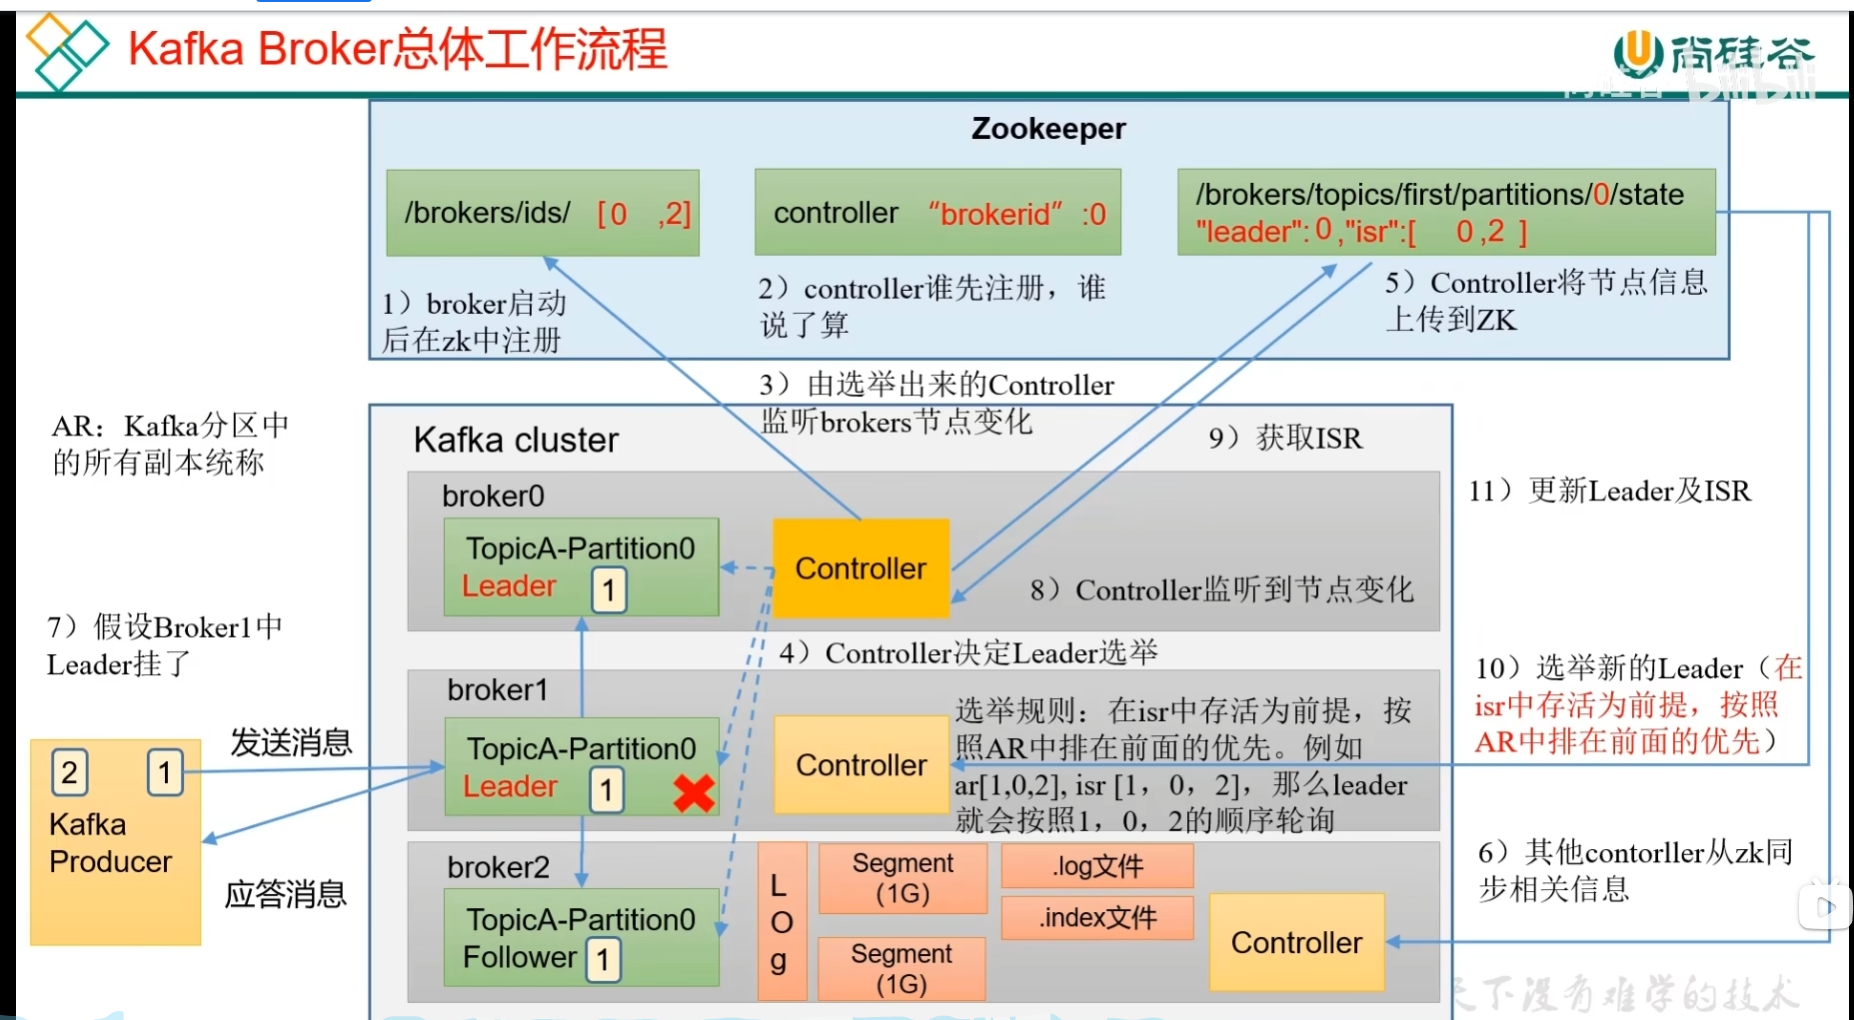 Kafka Broker总体工作流程
尚硅谷
bilibili
Zookeeper
/brokers/ids/ [0 ,2]
controller “brokerid” :0
/brokers/topics/first/partitions/0/state
"leader":0,"isr":[ 0,2 ]
1）broker启动
后在zk中注册
2）controller谁先注册，谁
说了算
5）Controller将节点信息
上传到ZK
3）由选举出来的Controller
监听brokers节点变化
AR：Kafka分区中
的所有副本统称
Kafka cluster
9）获取ISR
11）更新Leader及ISR
broker0
TopicA-Partition0
Leader 1
Controller
8）Controller监听到节点变化
7）假设Broker1中
Leader挂了
4）Controller决定Leader选举
10）选举新的Leader（在
isr中存活为前提，按照
AR中排在前面的优先）
broker1
TopicA-Partition0
Leader 1
Controller
选举规则：在isr中存活为前提，按
照AR中排在前面的优先。例如
ar[1,0,2], isr [1，0，2]，那么leader
就会按照1，0，2的顺序轮询
发送消息
2 1
Kafka
Producer
应答消息
broker2
TopicA-Partition0
Follower 1
L
O
g
Segment
(1G)
Segment
(1G)
.log文件
.index文件
Controller
6）其他contorller从zk同
步相关信息
天下没有难学的技术